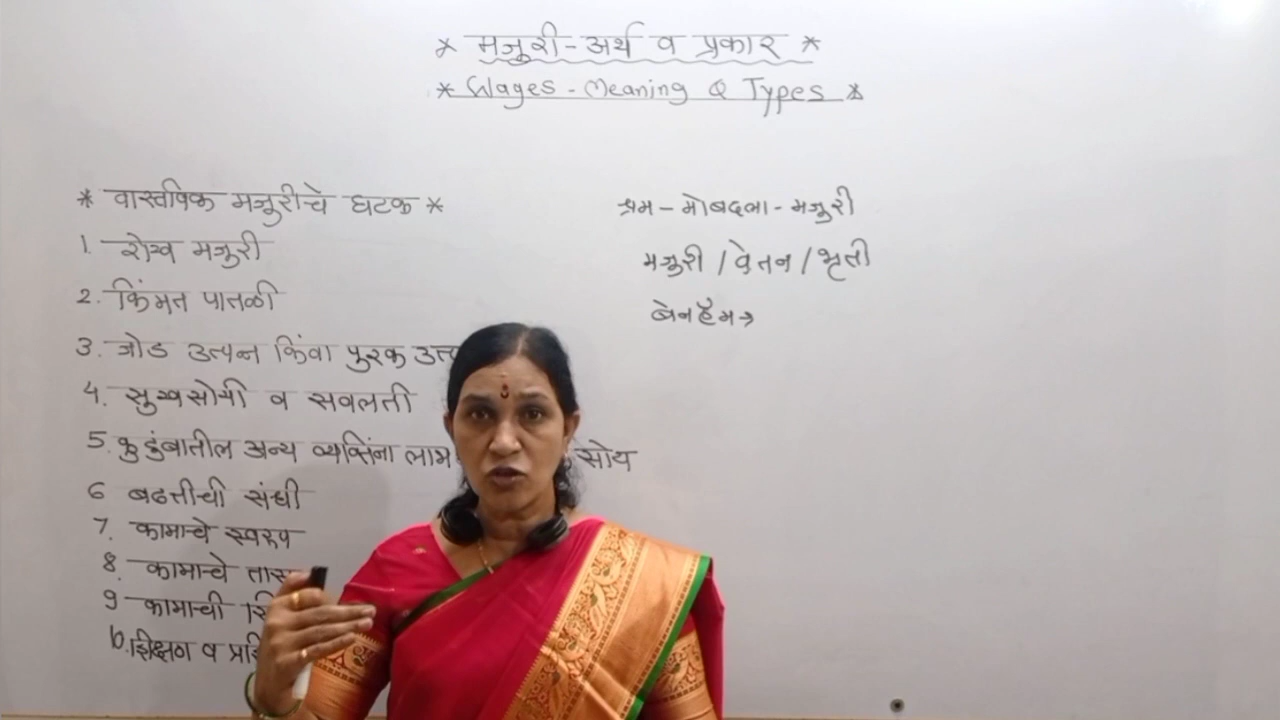 * मजुरी - अर्थ व प्रकार *
* Wages - Meaning & Types *
* वास्तविक मजुरीचे घटक *
1. रोख मजुरी
2. किंमत पातळी
3. जोड उत्पन्न किंवा पुरक
4. सुखसोयी व सवलती
5. कुटुंबातील अन्य व्यक्तिंना लाभ सोय
6 बढतीची संधी
7. कामाचे स्वरूप
8. कामाचे
9 कामाची
10. शिक्षण व
श्रम - मोबदला - मजुरी
मजुरी / वेतन / भृती
बेनहॅम →